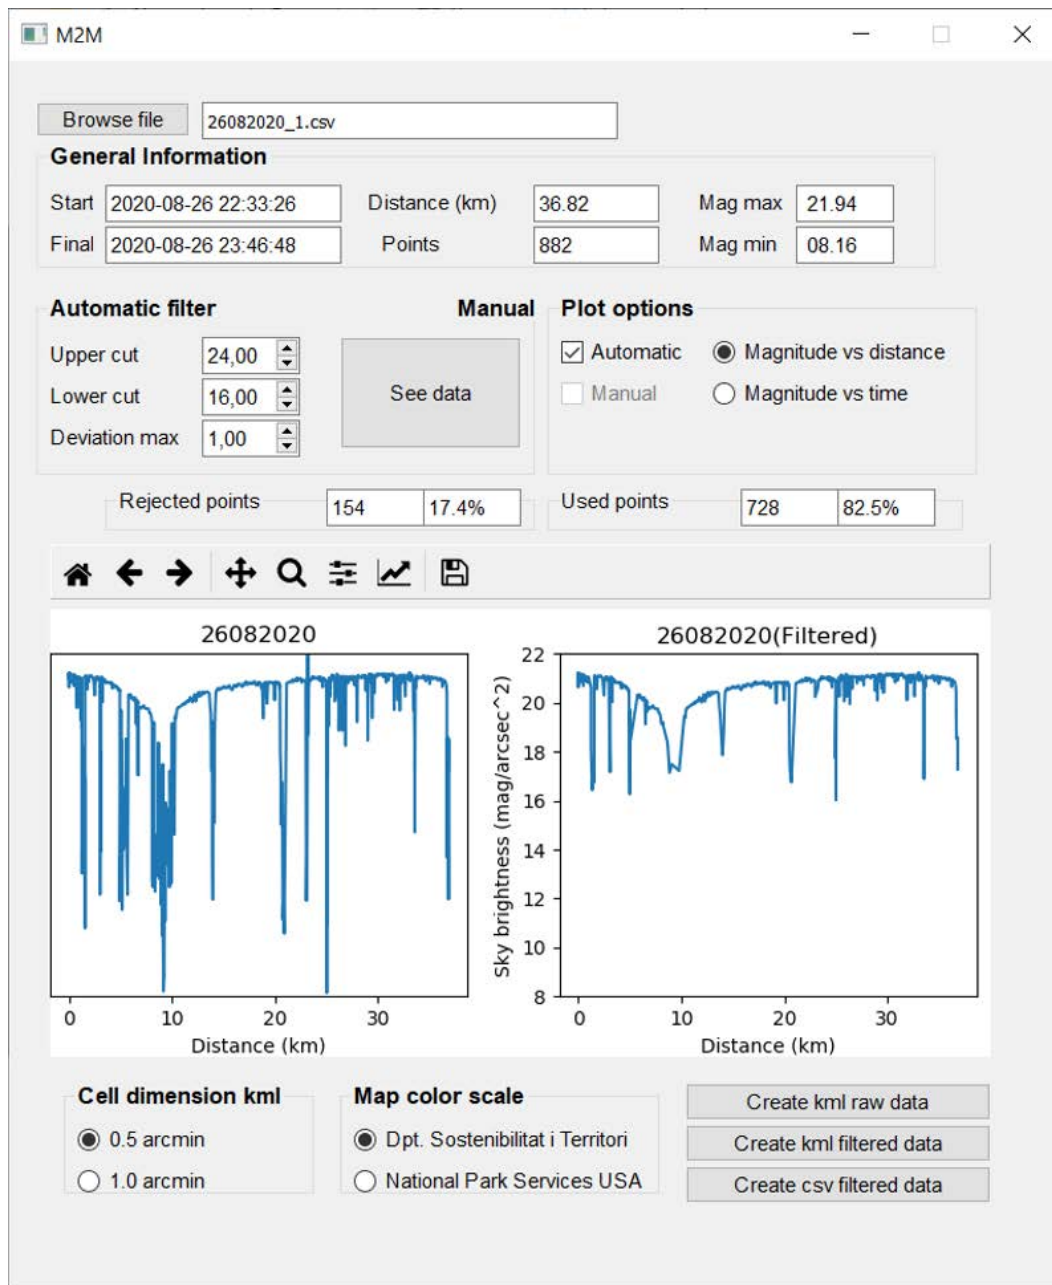 M2M
Browse file 26082020_1.csv
General Information
Start 2020-08-26 22:33:26 Distance (km) 36.82 Mag max 21.94
Final 2020-08-26 23:46:48 Points 882 Mag min 08.16
Automatic filter Manual Plot options
Upper cut 24,00 See data Automatic Magnitude vs distance
Lower cut 16,00 Manual Magnitude vs time
Deviation max 1,00
Rejected points 154 17.4% Used points 728 82.5%
26082020
0 10 20 30
Distance (km)
26082020(Filtered)
Sky brightness (mag/arcsec^2)
22
20
18
16
14
12
10
8
0 10 20 30
Distance (km)
Cell dimension kml
0.5 arcmin
1.0 arcmin
Map color scale
Dpt. Sostenibilitat i Territori
National Park Services USA
Create kml raw data
Create kml filtered data
Create csv filtered data